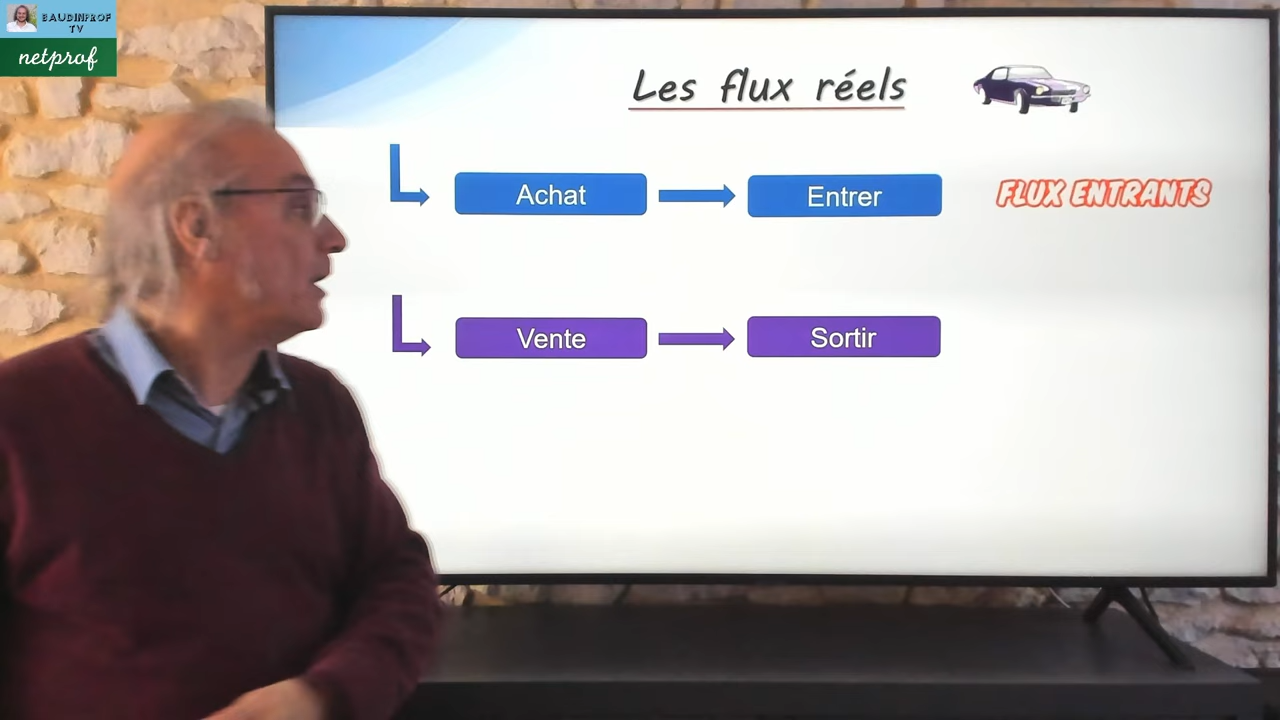 BAUDINPROF
TV
netprof
Les flux réels
Achat
Entrer
FLUX ENTRANTS
Vente
Sortir